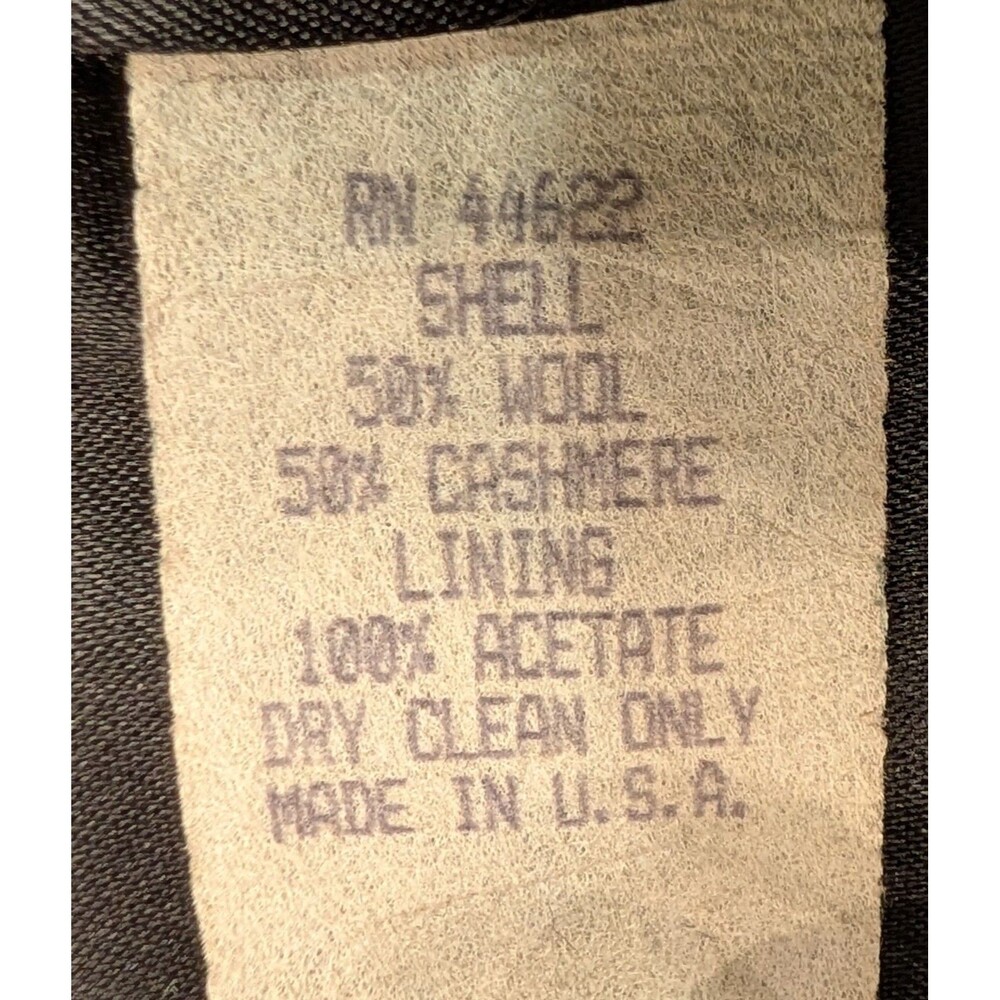 RN 44622
SHELL
50% WOOL
50% CASHMERE
LINING
100% ACETATE
DRY CLEAN ONLY
MADE IN U.S.A.